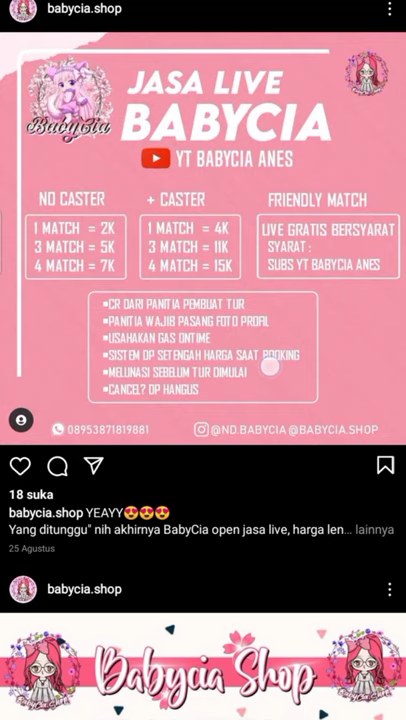 babycia.shop
JASA LIVE
BABYCIA
BabyCia
YT BABYCIA ANES
NO CASTER
1 MATCH = 2K
3 MATCH = 5K
4 MATCH = 7K
+ CASTER
1 MATCH = 4K
3 MATCH = 11K
4 MATCH = 15K
FRIENDLY MATCH
LIVE GRATIS BERSYARAT
SYARAT :
SUBS YT BABYCIA ANES
▪CR DARI PANITIA PEMBUAT TUR
▪PANITIA WAJIB PASANG FOTO PROFIL
▪USAHAKAN GAS ONTIME
▪SISTEM DP SETENGAH HARGA SAAT BOOKING
▪MELUNASI SEBELUM TUR DIMULAI
▪CANCEL? DP HANGUS
08953871819881
@ND.BABYCIA @BABYCIA.SHOP
18 suka
babycia.shop YEAYY😍😍😍
Yang ditunggu" nih akhirnya BabyCia open jasa live, harga len... lainnya
25 Agustus
babycia.shop
Babycia Shop